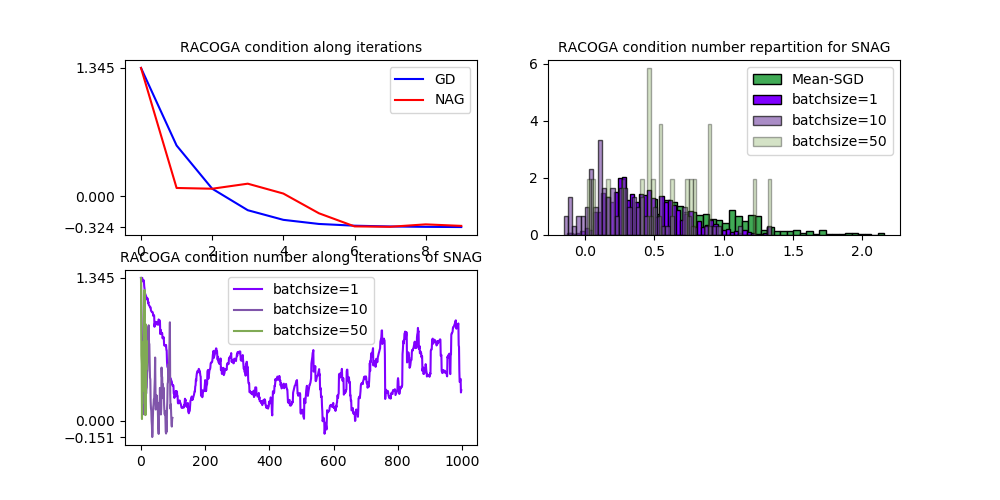 RACOGA condition along iterations
1.345
0.000
−0.324
0 2 4 6 8
GD
NAG
RACOGA condition number repartition for SNAG
6
4
2
0
0.0 0.5 1.0 1.5 2.0
Mean-SGD
batchsize=1
batchsize=10
batchsize=50
RACOGA condition number along iterations of SNAG
1.345
0.000
−0.151
0 200 400 600 800 1000
batchsize=1
batchsize=10
batchsize=50